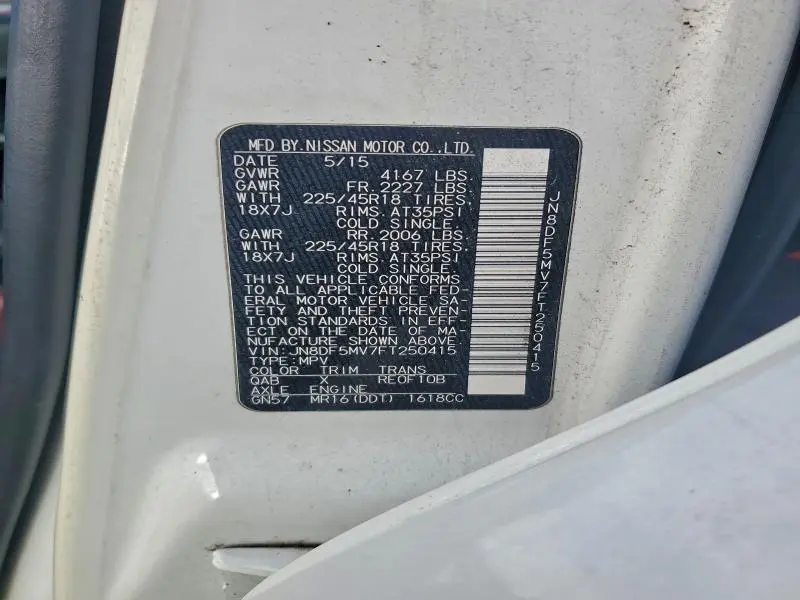 MFD BY. NISSAN MOTOR CO., LTD.
DATE 5/15
GVWR 4167 LBS.
GAWR FR. 2227 LBS.
WITH 225/45R18 TIRES.
18X7J RIMS. AT35PSI
COLD SINGLE.
GAWR RR. 2006 LBS.
WITH 225/45R18 TIRES.
18X7J RIMS. AT35PSI
COLD SINGLE.
THIS VEHICLE CONFORMS
TO ALL APPLICABLE FED-
ERAL MOTOR VEHICLE SA-
FETY AND THEFT PREVEN-
TION STANDARDS IN EFF-
ECT ON THE DATE OF MA-
NUFACTURE SHOWN ABOVE.
VIN: JN8DF5MV7FT250415
TYPE: MPV
COLOR TRIM TRANS
QAB X RE0F10B
AXLE ENGINE
GN57 MR16(DDT) 1618CC
JN8DF5MV7FT250415